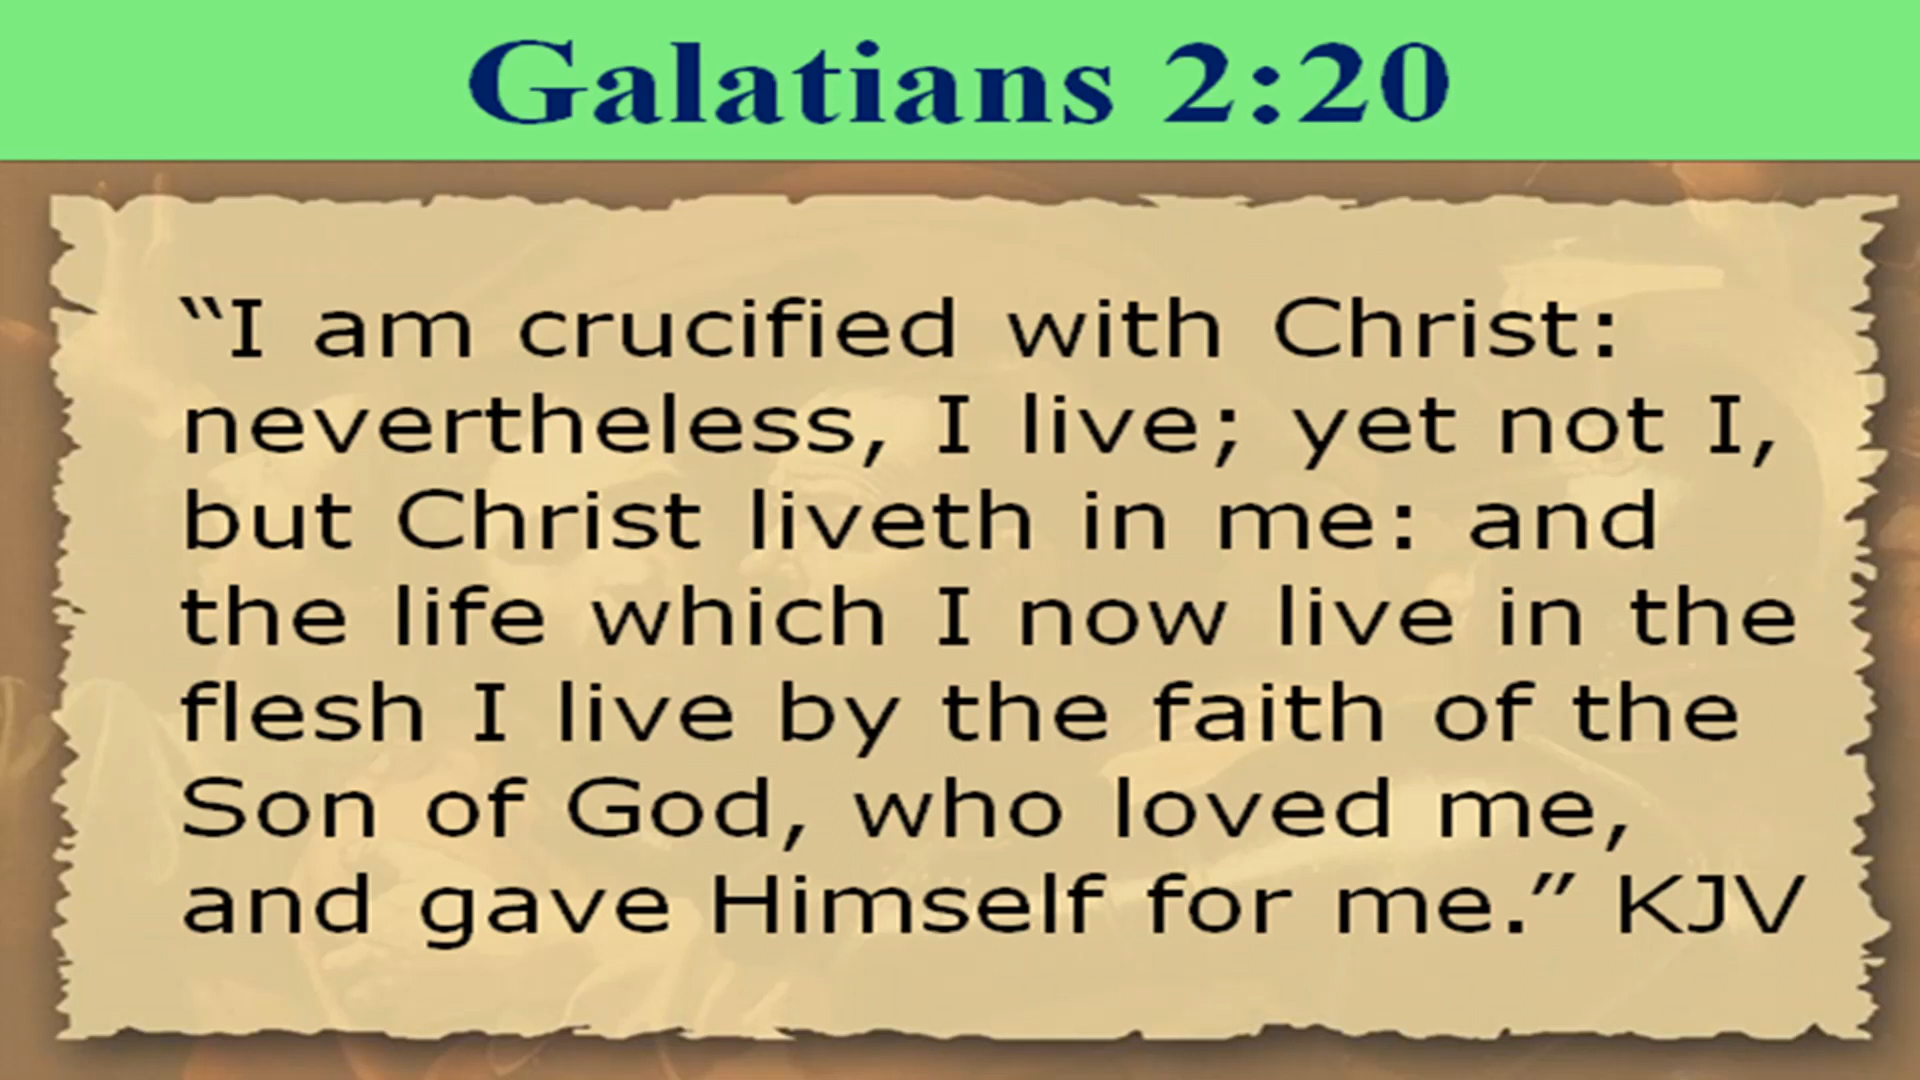 Galatians 2:20
“I am crucified with Christ:
nevertheless, I live; yet not I,
but Christ liveth in me: and
the life which I now live in the
flesh I live by the faith of the
Son of God, who loved me,
and gave Himself for me.” KJV